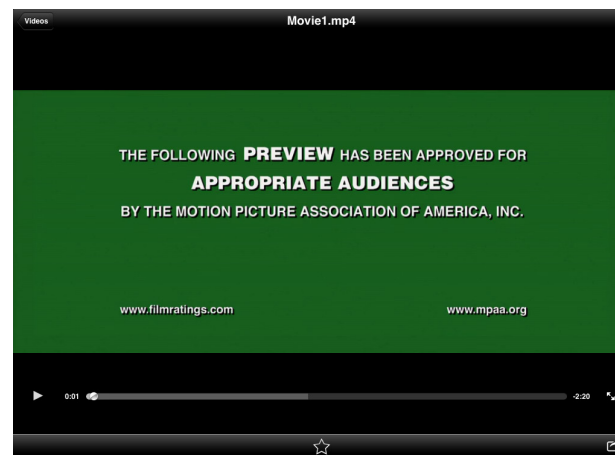 Videos
Movie1.mp4
THE FOLLOWING PREVIEW HAS BEEN APPROVED FOR
APPROPRIATE AUDIENCES
BY THE MOTION PICTURE ASSOCIATION OF AMERICA, INC.
www.filmratings.com www.mpaa.org
0:01 -2:20